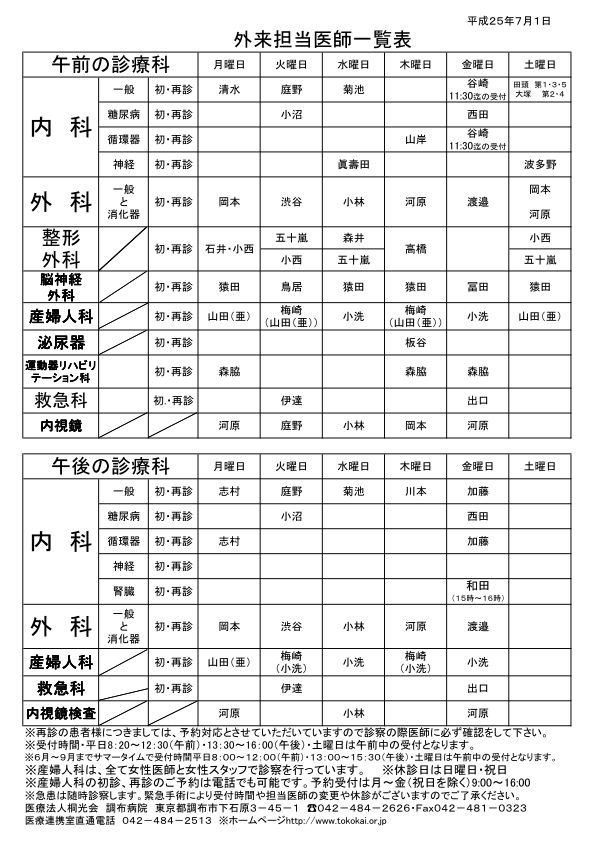 平成25年7月1日
外来担当医師一覧表
午前の診療科 月曜日 火曜日 水曜日 木曜日 金曜日 土曜日
内 科 一般 初・再診 清水 庭野 菊池 谷崎 11:30迄の受付 田頭 第1・3・5 大塚 第2・4
糖尿病 初・再診 小沼 西田
循環器 初・再診 山岸 谷崎 11:30迄の受付
神経 初・再診 眞壽田 波多野
外 科 一般と消化器 初・再診 岡本 渋谷 小林 河原 渡邉 岡本 河原
整形外科 初・再診 石井・小西 五十嵐 小西 森井 五十嵐 高橋 小西 五十嵐
脳神経外科 初・再診 猿田 鳥居 猿田 猿田 冨田 猿田
産婦人科 初・再診 山田(亜) 梅崎(山田(亜)) 小洗 梅崎(山田(亜)) 小洗 山田(亜)
泌尿器 初・再診 板谷
運動器リハビリテーション科 初・再診 森脇 森脇 森脇
救急科 初.・再診 伊達 出口
内視鏡 河原 庭野 小林 岡本 河原
午後の診療科 月曜日 火曜日 水曜日 木曜日 金曜日 土曜日
内 科 一般 初・再診 志村 庭野 菊池 川本 加藤
糖尿病 初・再診 小沼 西田
循環器 初・再診 志村 加藤
神経 初・再診
腎臓 初・再診 和田 (15時~16時)
外 科 一般と消化器 初・再診 岡本 渋谷 小林 河原 渡邉
産婦人科 初・再診 山田(亜) 梅崎(小洗) 小洗 梅崎(小洗) 小洗
救急科 初・再診 伊達 出口
内視鏡検査 河原 小林 河原
※再診の患者様につきましては、予約対応とさせていただいていますので診察の際医師に必ず確認をして下さい。
※受付時間・平日8:20~12:30(午前)・13:30~16:00(午後)・土曜日は午前中の受付となります。
※6月~9月までサマータイムで受付時間平日8:00~12:00(午前)・13:00~15:30(午後)・土曜日は午前中の受付となります。
※産婦人科は、全て女性医師と女性スタッフで診察を行っています。 ※休診日は日曜日・祝日
※産婦人科の初診、再診のご予約は電話でも可能です。予約受付は月~金(祝日を除く)9:00~16:00
※急患は随時診察します。緊急手術により受付時間や担当医師の変更や休診がございますのでご了承ください。
医療法人桐光会 調布病院 東京都調布市下石原3-45-1 ☎042-484-2626・Fax042-481-0323
医療連携室直通電話 042-484-2513 ※ホームページhttp://www.tokokai.or.jp